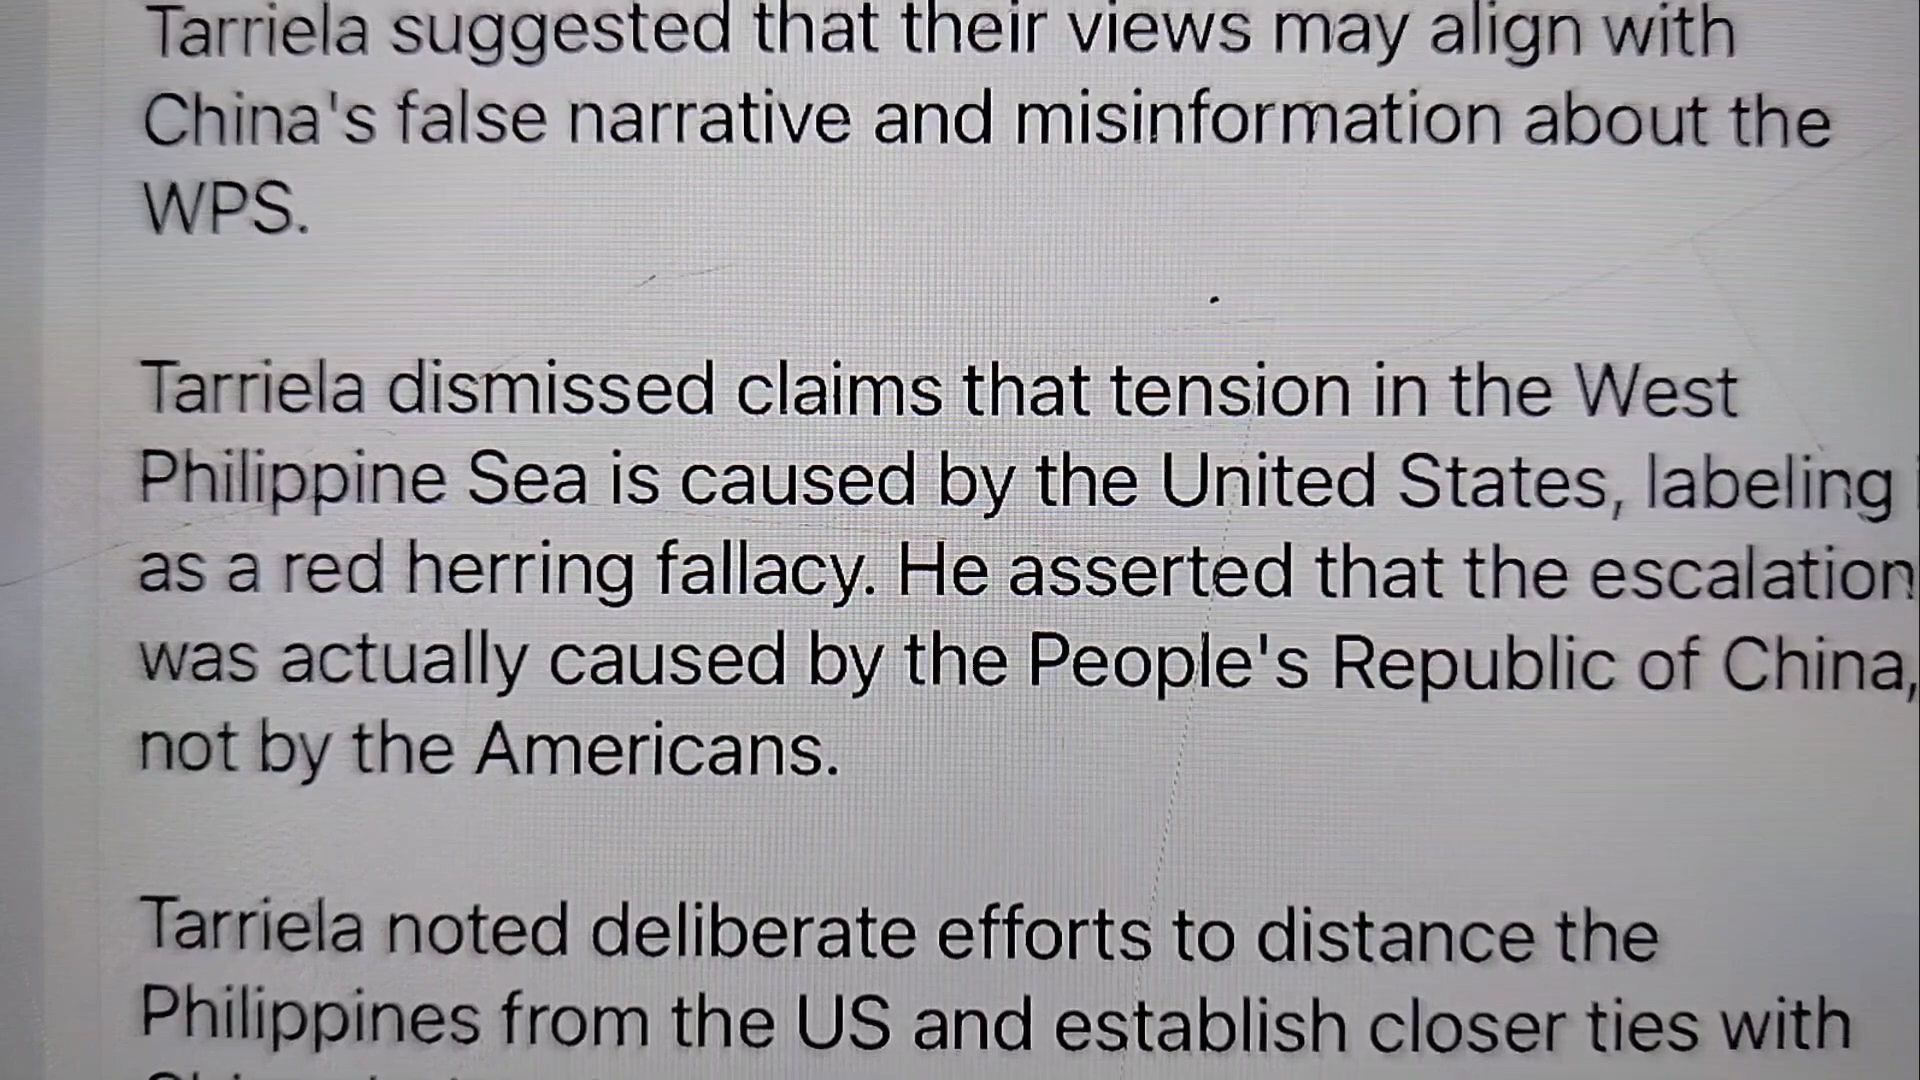 Tarriela suggested that their views may align with
China's false narrative and misinformation about the
WPS.
Tarriela dismissed claims that tension in the West
Philippine Sea is caused by the United States, labeling
as a red herring fallacy. He asserted that the escalation
was actually caused by the People's Republic of China,
not by the Americans.
Tarriela noted deliberate efforts to distance the
Philippines from the US and establish closer ties with